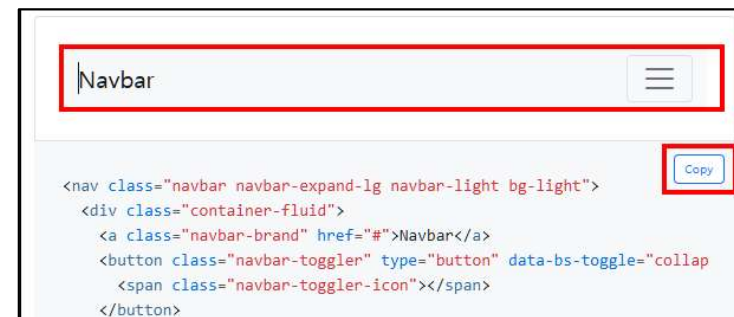 Navbar
Copy
<nav class="navbar navbar-expand-lg navbar-light bg-light">
<div class="container-fluid">
<a class="navbar-brand" href="#">Navbar</a>
<button class="navbar-toggler" type="button" data-bs-toggle="collap
<span class="navbar-toggler-icon"></span>
</button>